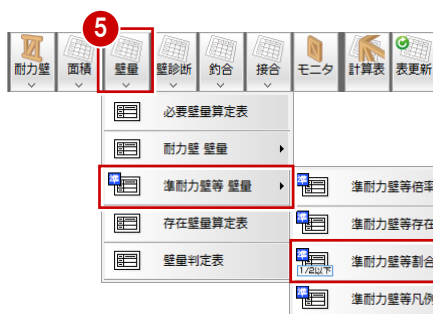 5
耐力壁 面積 壁量 壁診断 釣合 接合 モニタ 計算表 表更新
必要壁量算定表
耐力壁 壁量
準 準耐力壁等 壁量
準 準耐力壁等倍率
存在壁量算定表
準 準耐力壁等存在
壁量判定表
準 1/2以下 準耐力壁等割合
準 準耐力壁等凡例